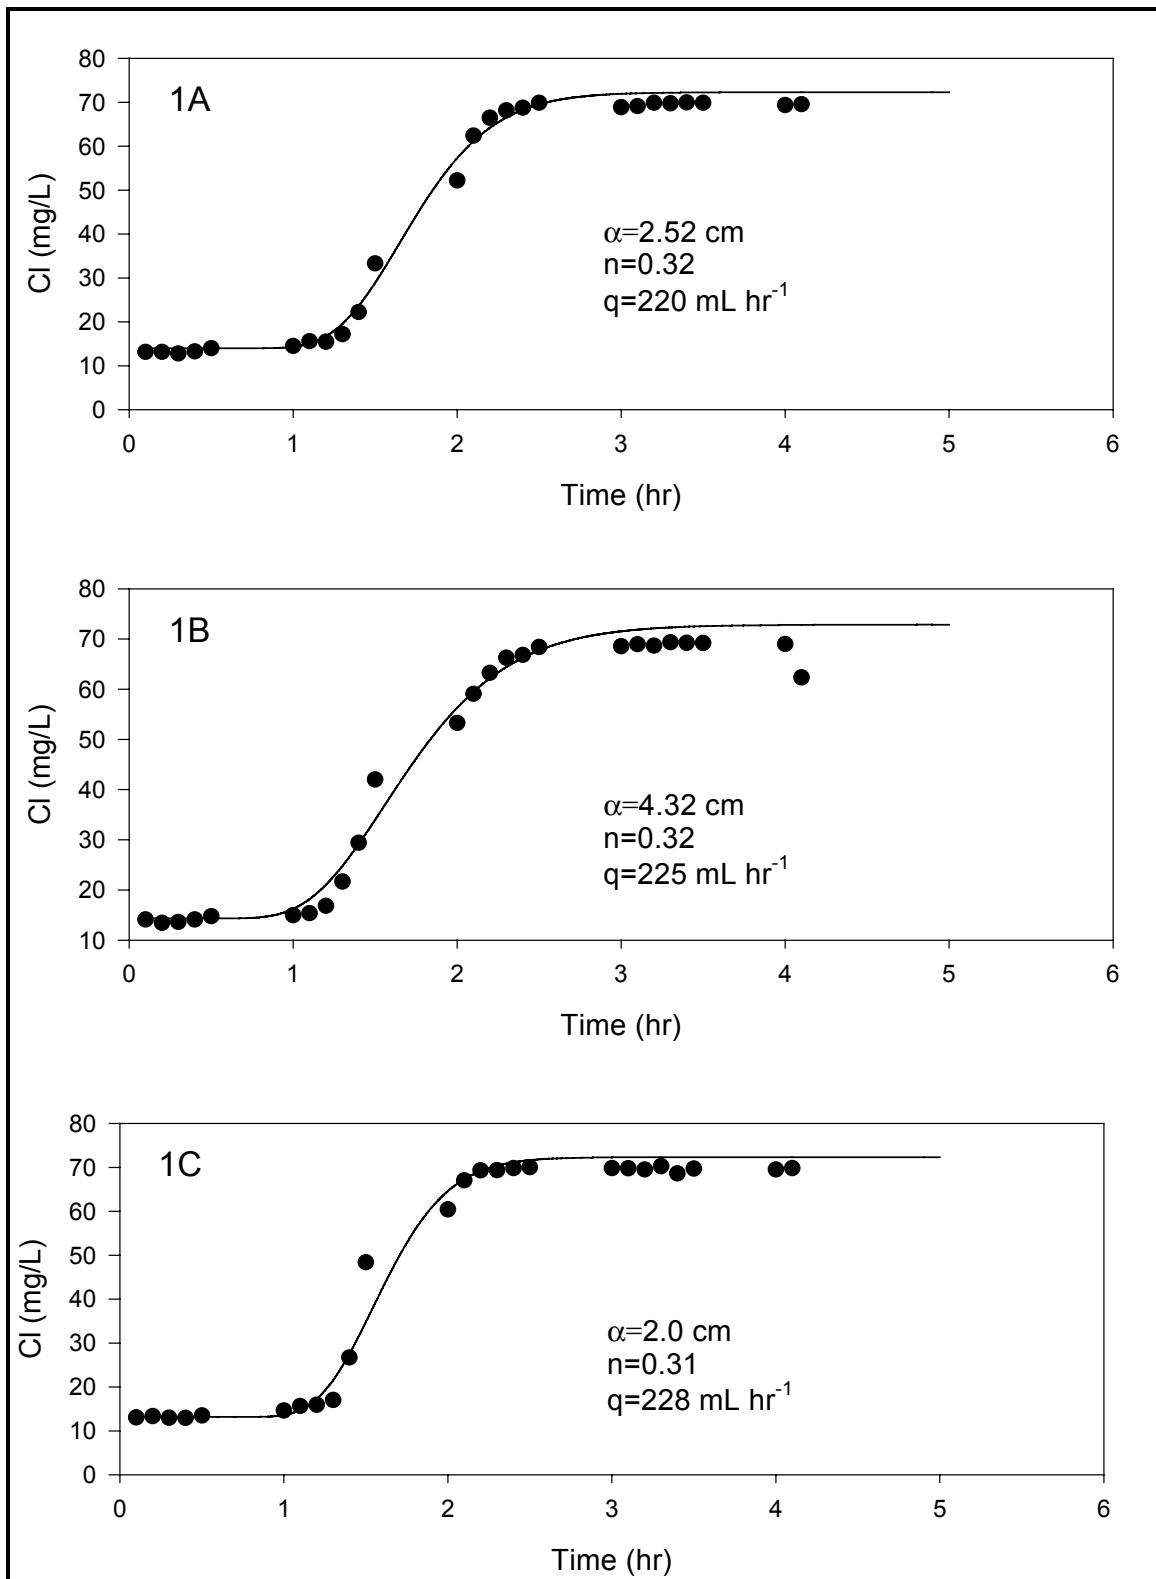 80
70
60
50
40
30
20
10
0
Cl (mg/L)
1A
α=2.52 cm
n=0.32
q=220 mL hr⁻¹
0 1 2 3 4 5 6
Time (hr)
80
70
60
50
40
30
20
10
Cl (mg/L)
1B
α=4.32 cm
n=0.32
q=225 mL hr⁻¹
0 1 2 3 4 5 6
Time (hr)
80
70
60
50
40
30
20
10
0
Cl (mg/L)
1C
α=2.0 cm
n=0.31
q=228 mL hr⁻¹
0 1 2 3 4 5 6
Time (hr)